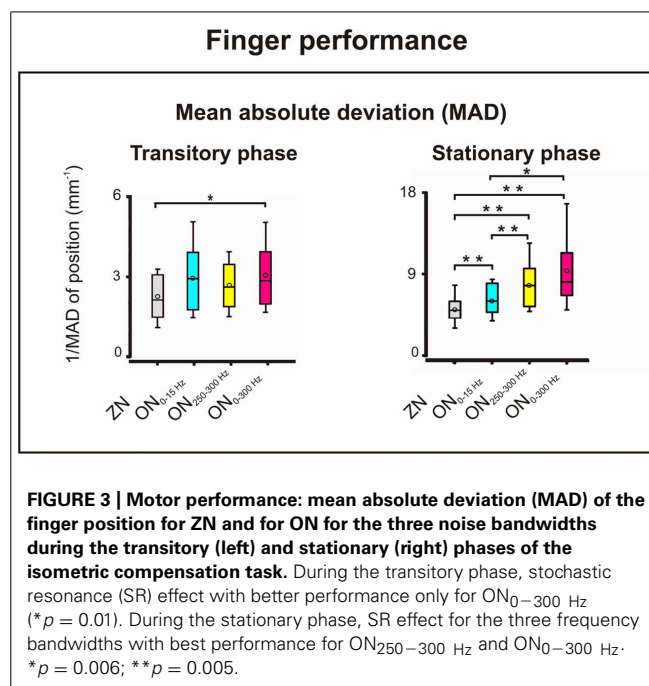 Finger performance
Mean absolute deviation (MAD)
Transitory phase
Stationary phase
1/MAD of position (mm⁻¹)
6
3
0
*
ZN
ON0-15 Hz
ON250-300 Hz
ON0-300 Hz
18
9
0
*
* *
* *
* *
* *
ZN
ON0-15 Hz
ON250-300 Hz
ON0-300 Hz
FIGURE 3 | Motor performance: mean absolute deviation (MAD) of the
finger position for ZN and for ON for the three noise bandwidths
during the transitory (left) and stationary (right) phases of the
isometric compensation task. During the transitory phase, stochastic
resonance (SR) effect with better performance only for ON0−300 Hz
(*p = 0.01). During the stationary phase, SR effect for the three frequency
bandwidths with best performance for ON250−300 Hz and ON0−300 Hz.
*p = 0.006; **p = 0.005.